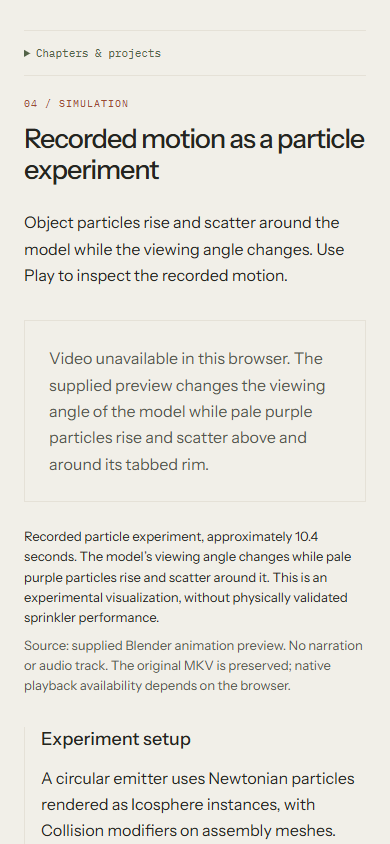 ▶ Chapters & projects
04 / SIMULATION
Recorded motion as a particle
experiment
Object particles rise and scatter around the
model while the viewing angle changes. Use
Play to inspect the recorded motion.
Video unavailable in this browser. The
supplied preview changes the viewing
angle of the model while pale purple
particles rise and scatter above and
around its tabbed rim.
Recorded particle experiment, approximately 10.4
seconds. The model’s viewing angle changes while pale
purple particles rise and scatter around it. This is an
experimental visualization, without physically validated
sprinkler performance.
Source: supplied Blender animation preview. No narration
or audio track. The original MKV is preserved; native
playback availability depends on the browser.
Experiment setup
A circular emitter uses Newtonian particles
rendered as Icosphere instances, with
Collision modifiers on assembly meshes.